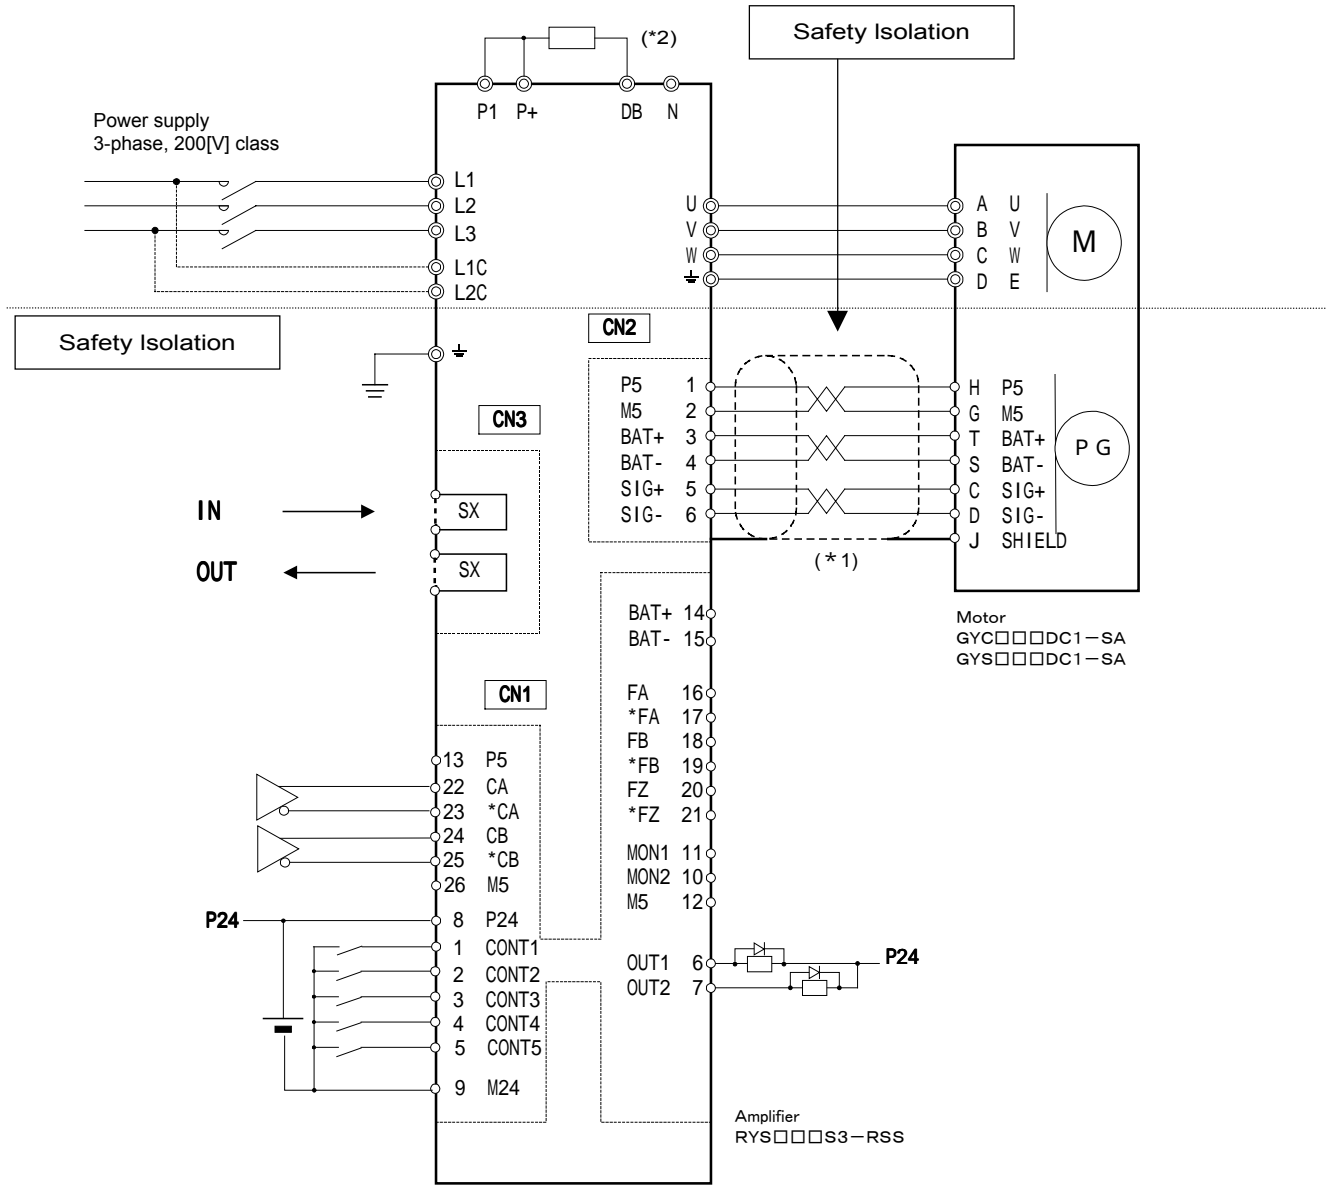 (*2)
Safety Isolation
P1 P+ DB N
Power supply
3-phase, 200[V] class
L1
L2
L3
L1C
L2C
U
V
W
A U
B V
C W
D E
M
Safety Isolation
CN2
P5 1
M5 2
BAT+ 3
BAT- 4
SIG+ 5
SIG- 6
H P5
G M5
T BAT+
S BAT-
C SIG+
D SIG-
J SHIELD
P G
(*1)
CN3
IN
SX
OUT
SX
Motor
GYC□□□DC1-SA
GYS□□□DC1-SA
BAT+ 14
BAT- 15
FA 16
*FA 17
FB 18
*FB 19
FZ 20
*FZ 21
MON1 11
MON2 10
M5 12
OUT1 6
OUT2 7
P24
CN1
13 P5
22 CA
23 *CA
24 CB
25 *CB
26 M5
P24
8 P24
1 CONT1
2 CONT2
3 CONT3
4 CONT4
5 CONT5
9 M24
Amplifier
RYS□□□S3-RSS